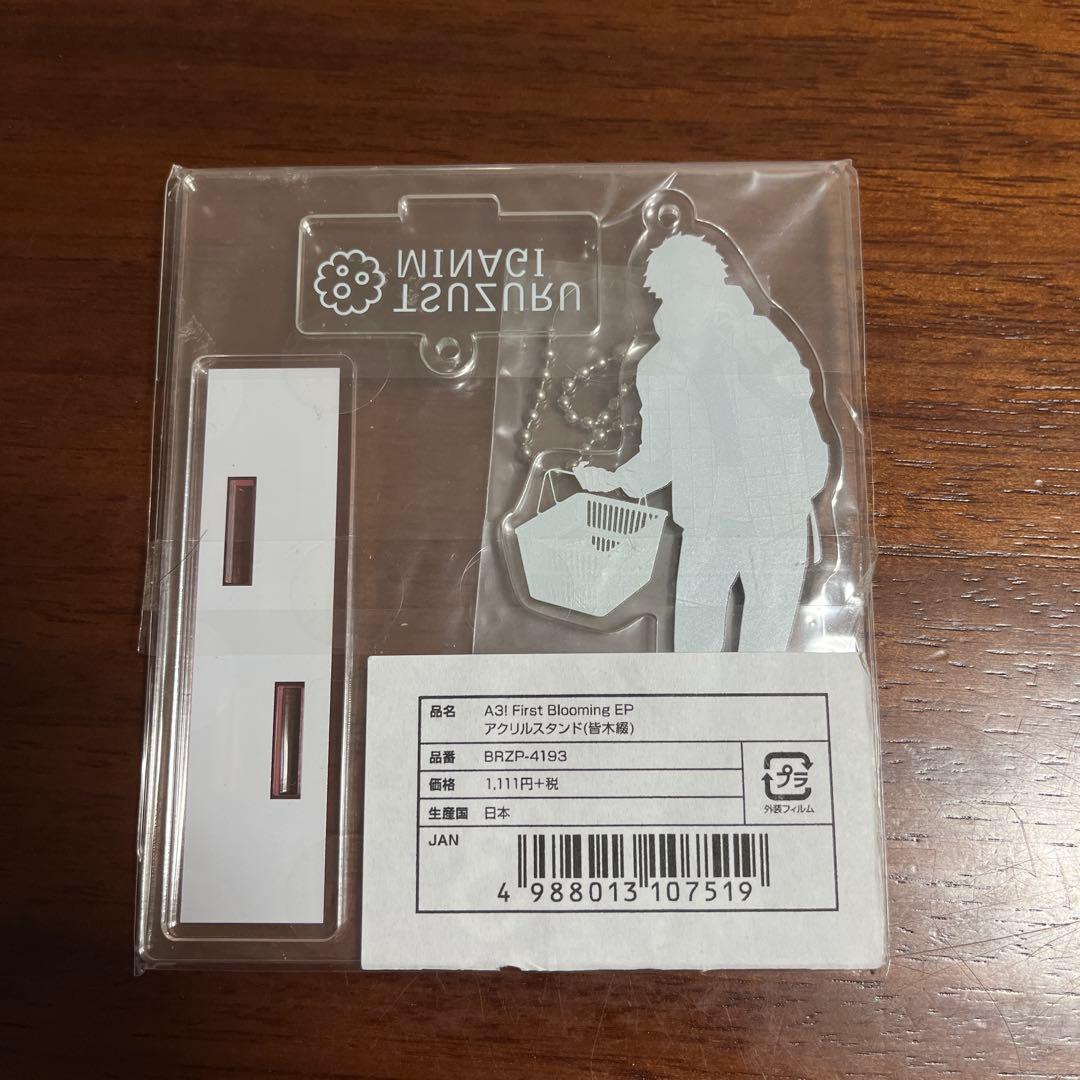 MINAGI
TSUZURU
品名 A3! First Blooming EP
アクリルスタンド(皆木綴)
品番 BRZP-4193
価格 1,111円+税
生産国 日本
プラ
外装フィルム
JAN
4 988013 107519